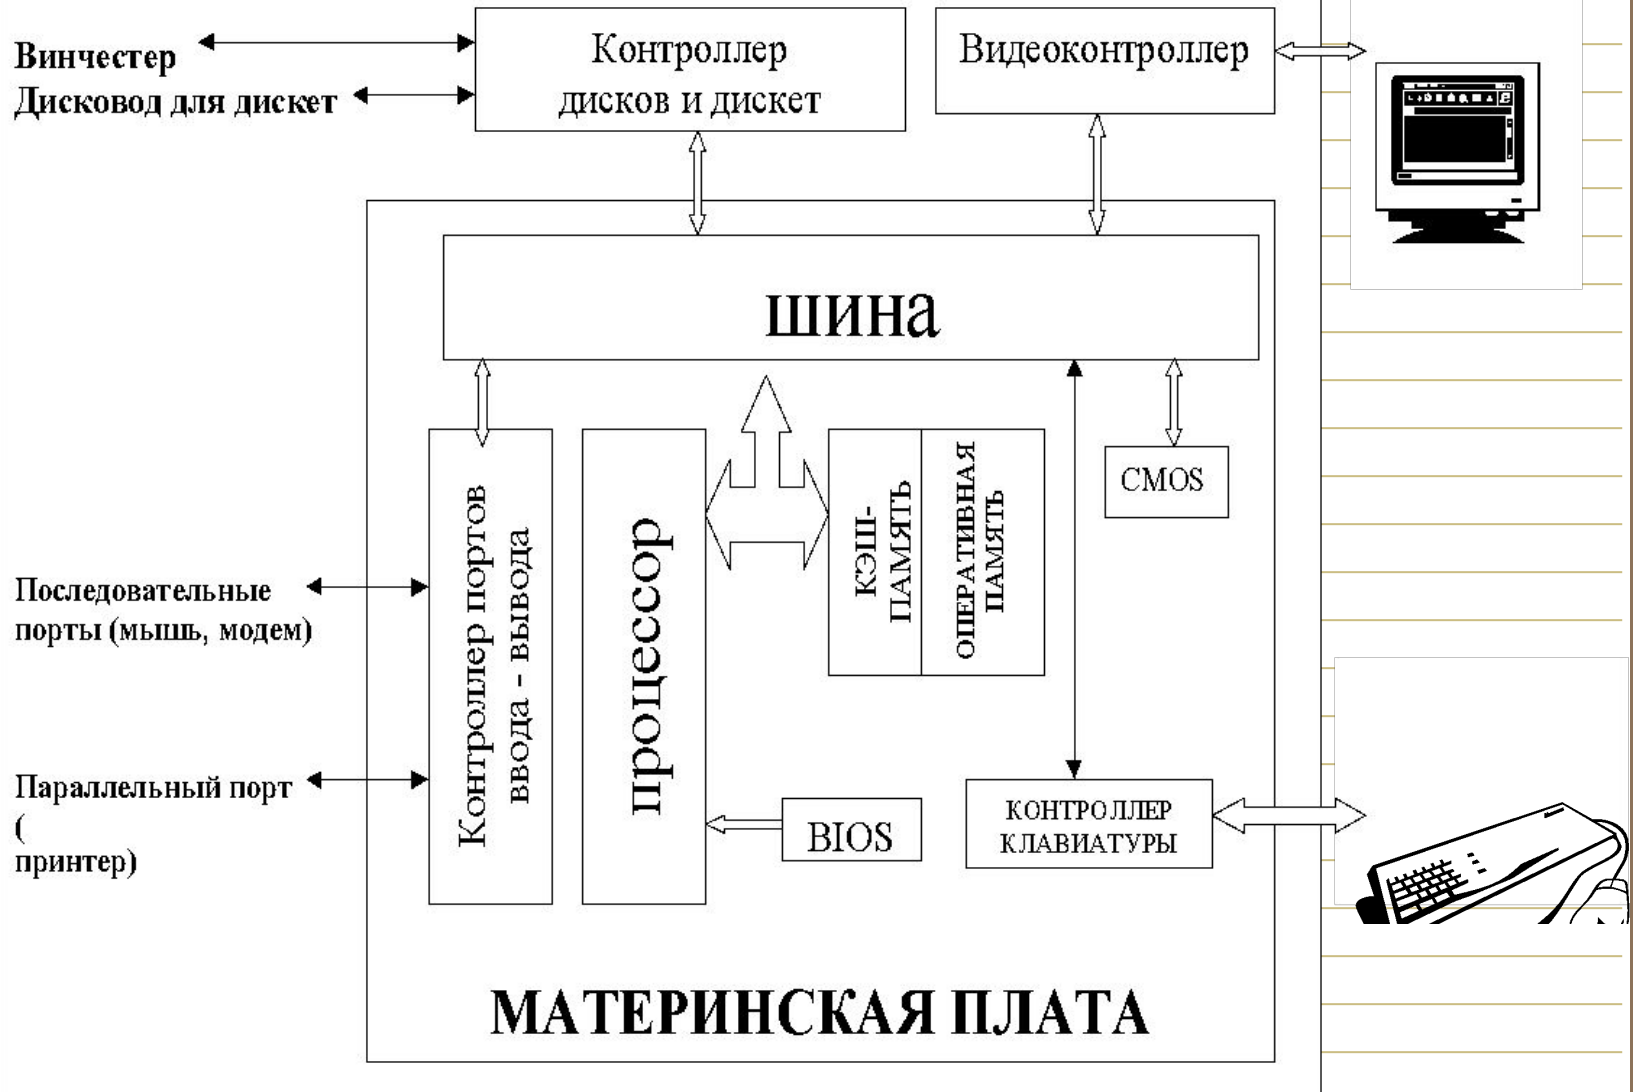 Контроллер
дисков и дискет
Видеоконтроллер
Винчестер
Дисковод для дискет
шина
Контроллер портов
ввода - вывода
процессор
КЭШ-
ПАМЯТЬ
ОПЕРАТИВНАЯ
ПАМЯТЬ
CMOS
Последовательные
порты (мышь, модем)
Параллельный порт
(
принтер)
BIOS
КОНТРОЛЛЕР
КЛАВИАТУРЫ
МАТЕРИНСКАЯ ПЛАТА